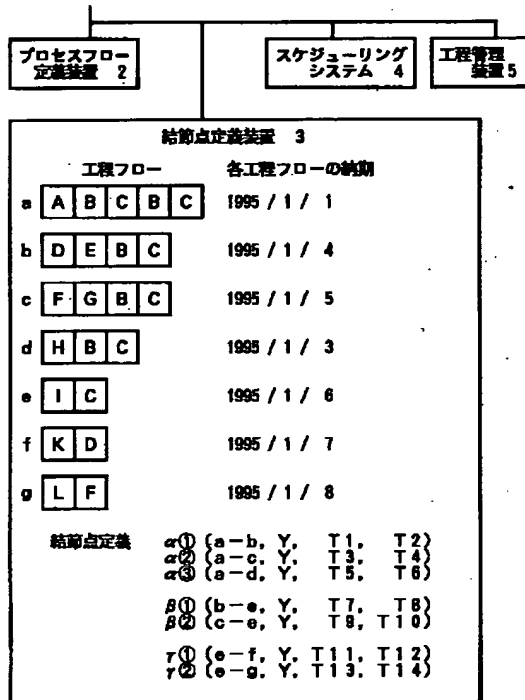 プロセスフロー
定義装置 2
スケジューリング
システム 4
工程管理
装置 5
結節点定義装置 3
工程フロー 各工程フローの納期
a A B C B C 1995 / 1 / 1
b D E B C 1995 / 1 / 4
c F G B C 1995 / 1 / 5
d H B C 1995 / 1 / 3
e I C 1995 / 1 / 6
f K D 1995 / 1 / 7
g L F 1995 / 1 / 8
結節点定義 α① (a-b, Y, T1, T2)
α② (a-c, Y, T3, T4)
α③ (a-d, Y, T5, T6)
β① (b-e, Y, T7, T8)
β② (c-e, Y, T9, T10)
γ① (e-f, Y, T11, T12)
γ② (e-g, Y, T13, T14)